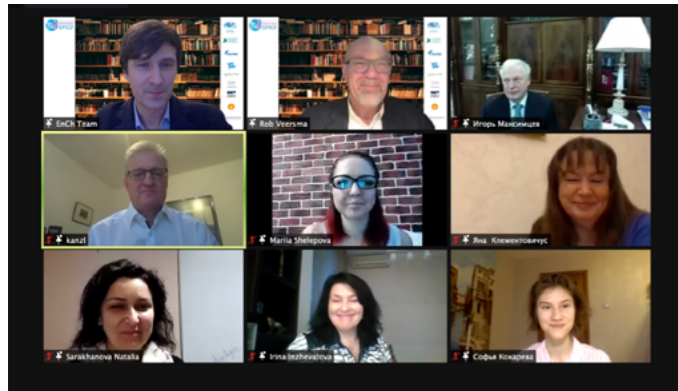 EnCh Team
Rob Veersma
Игорь Максимцев
kanzl
Mariia Shelepova
Яна Клементовичус
Sarakhanova Natalia
Irina Inzhevatova
Софья Кокарева